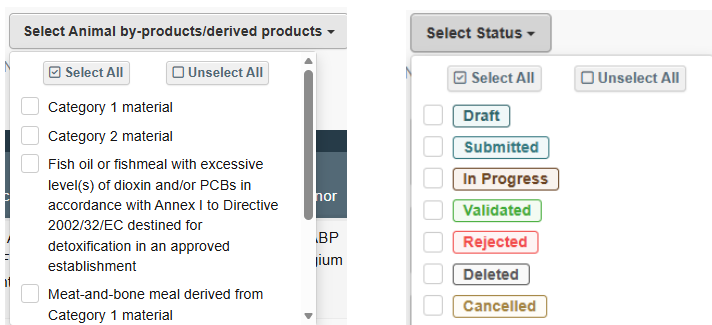 Select Animal by-products/derived products
Select All
Unselect All
Category 1 material
Category 2 material
Fish oil or fishmeal with excessive
level(s) of dioxin and/or PCBs in
accordance with Annex I to Directive
2002/32/EC destined for
detoxification in an approved
establishment
Meat-and-bone meal derived from
Category 1 material
nor
ABP
gium
Select Status
Select All
Unselect All
Draft
Submitted
In Progress
Validated
Rejected
Deleted
Cancelled